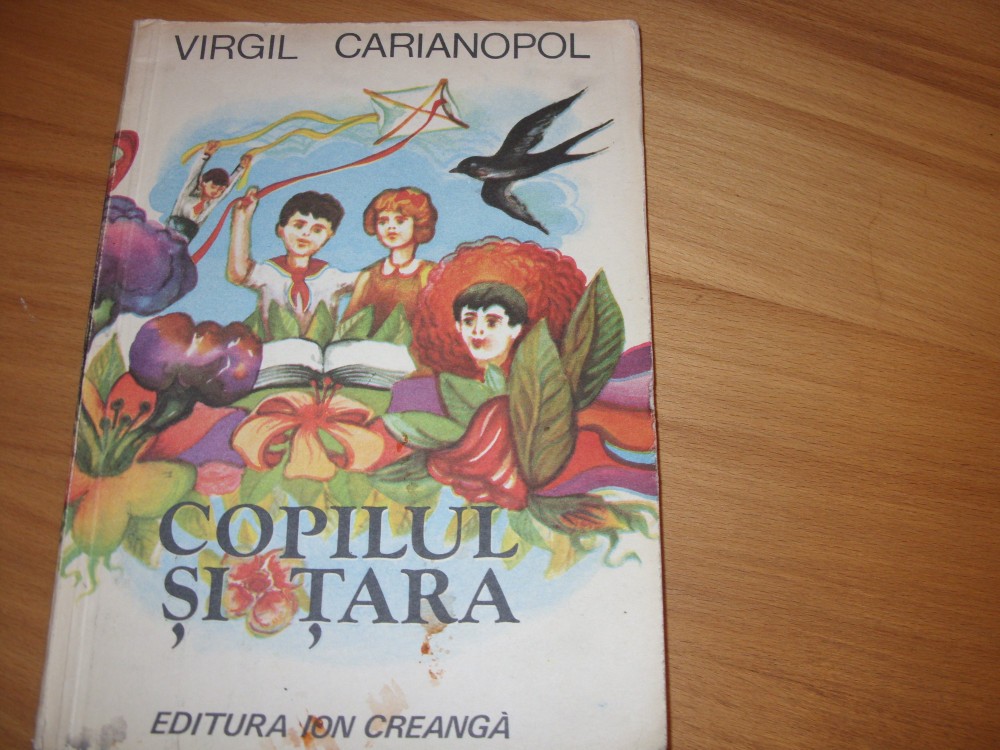 VIRGIL CARIANOPOL
COPILUL
ȘI ȚARA
EDITURA ION CREANGĂ